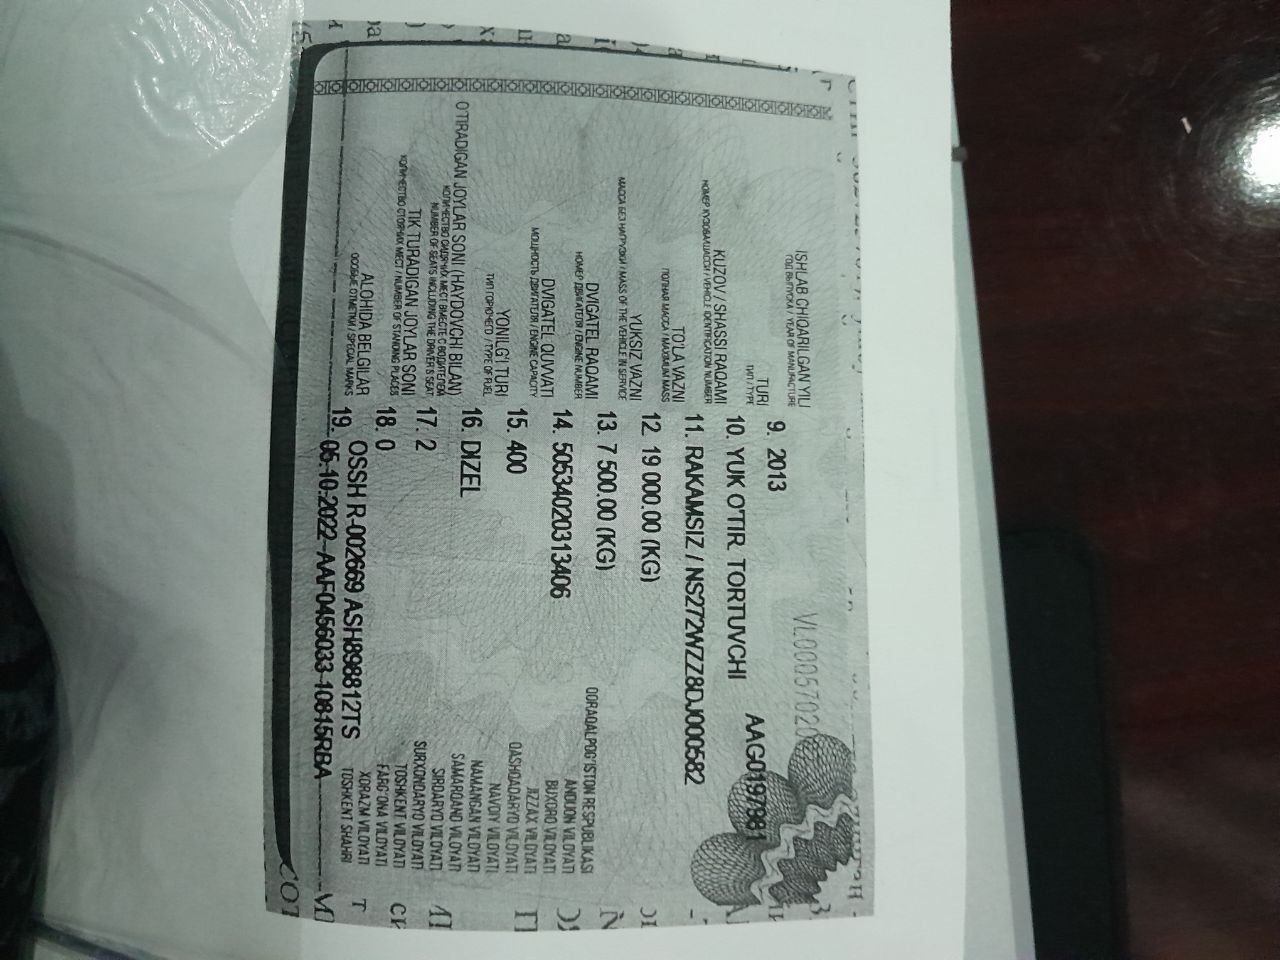 VL0005702
ISHLAB CHIQARILGAN YILI 9. 2013
ГОД ВЫПУСКА / YEAR OF MANUFACTURE
TURI 10. YUK O'TIR. TORTUVCHI
ТИП / TYPE
AAG0197981
KUZOV / SHASSI RAQAMI 11. RAKAMSIZ / NS272WZZ8DJ000582
НОМЕР КУЗОВА/ШАССИ / VEHICLE IDENTIFICATION NUMBER
TO'LA VAZNI 12. 19 000.00 (KG)
ПОЛНАЯ МАССА / MAXIMUM MASS
YUKSIZ VAZNI 13. 7 500.00 (KG)
МАССА БЕЗ НАГРУЗКИ / MASS OF THE VEHICLE IN SERVICE
DVIGATEL RAQAMI 14. 50534020313406
НОМЕР ДВИГАТЕЛЯ / ENGINE NUMBER
DVIGATEL QUVVATI 15. 400
МОЩНОСТЬ ДВИГАТЕЛЯ / ENGINE CAPACITY
YONILG'I TURI 16. DIZEL
ТИП ГОРЮЧЕГО / TYPE OF FUEL
O'TIRADIGAN JOYLAR SONI (HAYDOVCHI BILAN) 17. 2
КОЛИЧЕСТВО СИДЯЧИХ МЕСТ ВМЕСТЕ С ВОДИТЕЛЕМ
NUMBER OF SEATS INCLUDING THE DRIVER'S SEAT
TIK TURADIGAN JOYLAR SONI 18. 0
КОЛИЧЕСТВО СТОЯЧИХ МЕСТ / NUMBER OF STANDING PLACES
ALOHIDA BELGILAR 19. OSSH R-002669 ASH898812TS
ОСОБЫЕ ОТМЕТКИ / SPECIAL MARKS
05.10.2022 AAF0456033 10815RBA
QORAQALPOG'ISTON RESPUBLIKASI
ANDIJON VILOYATI
BUXORO VILOYATI
JIZZAX VILOYATI
QASHQADARYO VILOYATI
NAVOIY VILOYATI
NAMANGAN VILOYATI
SAMARQAND VILOYATI
SIRDARYO VILOYATI
SURXONDARYO VILOYATI
TOSHKENT VILOYATI
FARG'ONA VILOYATI
XORAZM VILOYATI
TOSHKENT SHAHRI